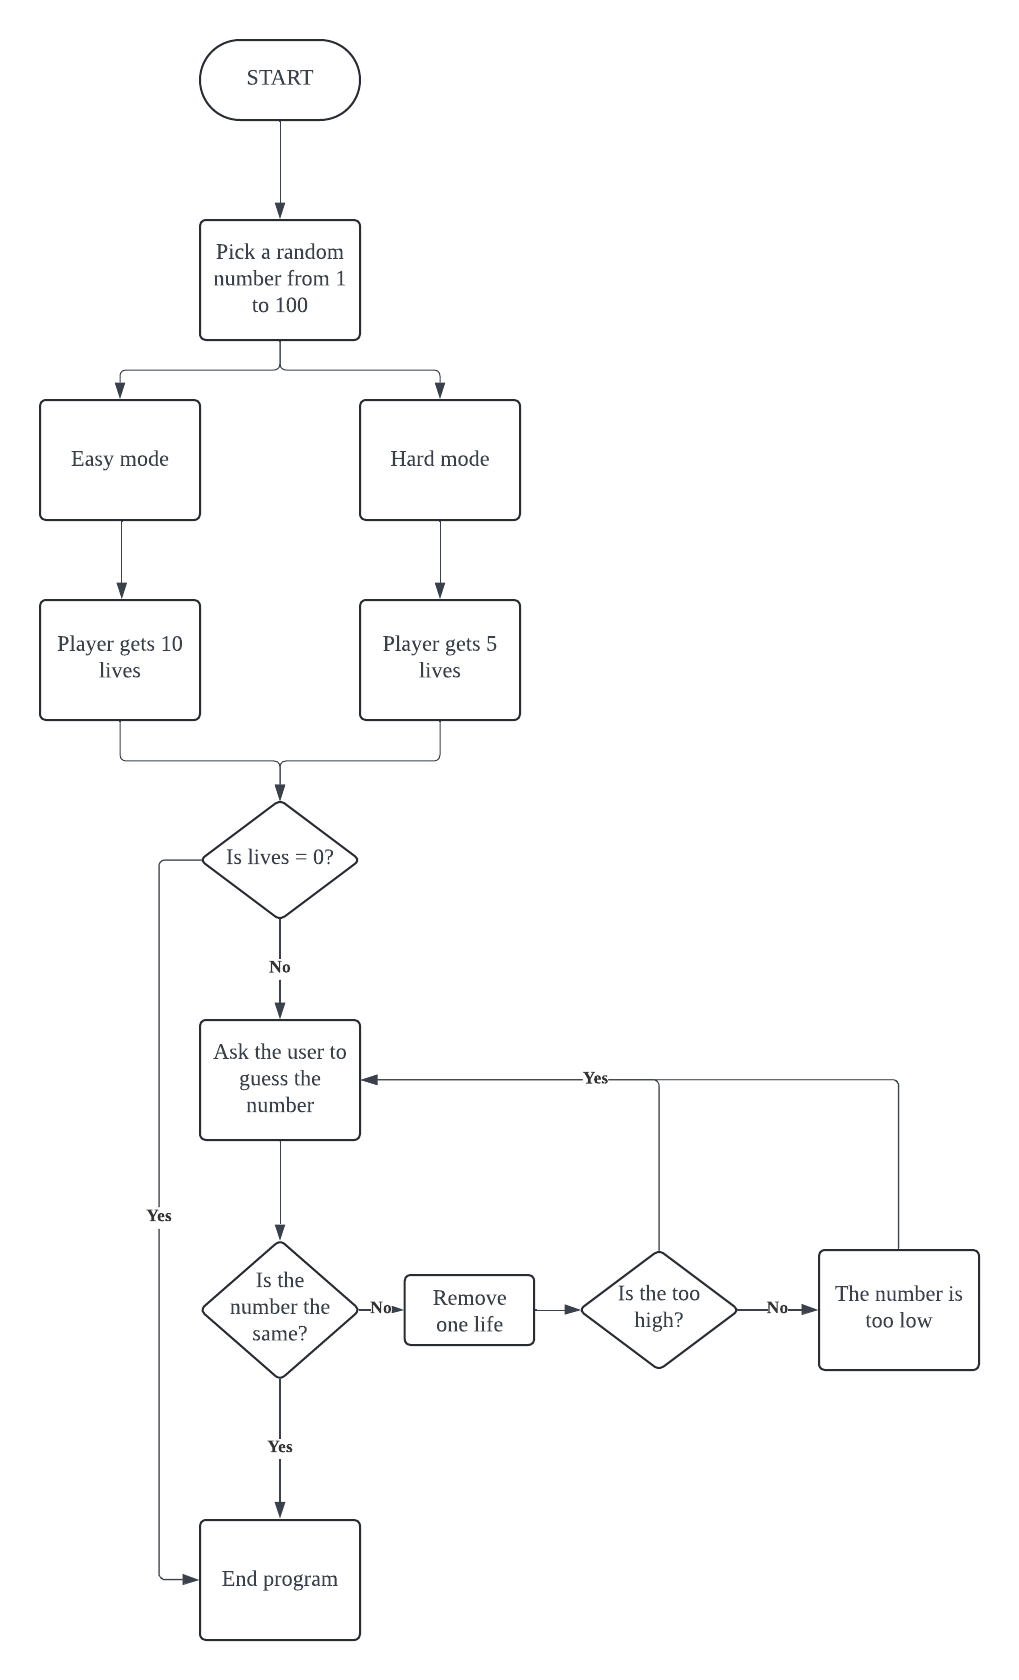 START
Pick a random
number from 1
to 100
Easy mode
Hard mode
Player gets 10
lives
Player gets 5
lives
Is lives = 0?
No
Ask the user to
guess the
number
Yes
Yes
Is the
number the
same?
No
Remove
one life
Is the too
high?
No
The number is
too low
Yes
End program